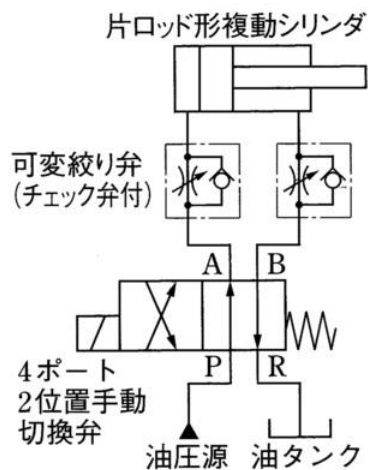 片ロッド形複動シリンダ
可変絞り弁
(チェック弁付)
A
B
P
R
4ポート
2位置手動
切換弁
油圧源
油タンク